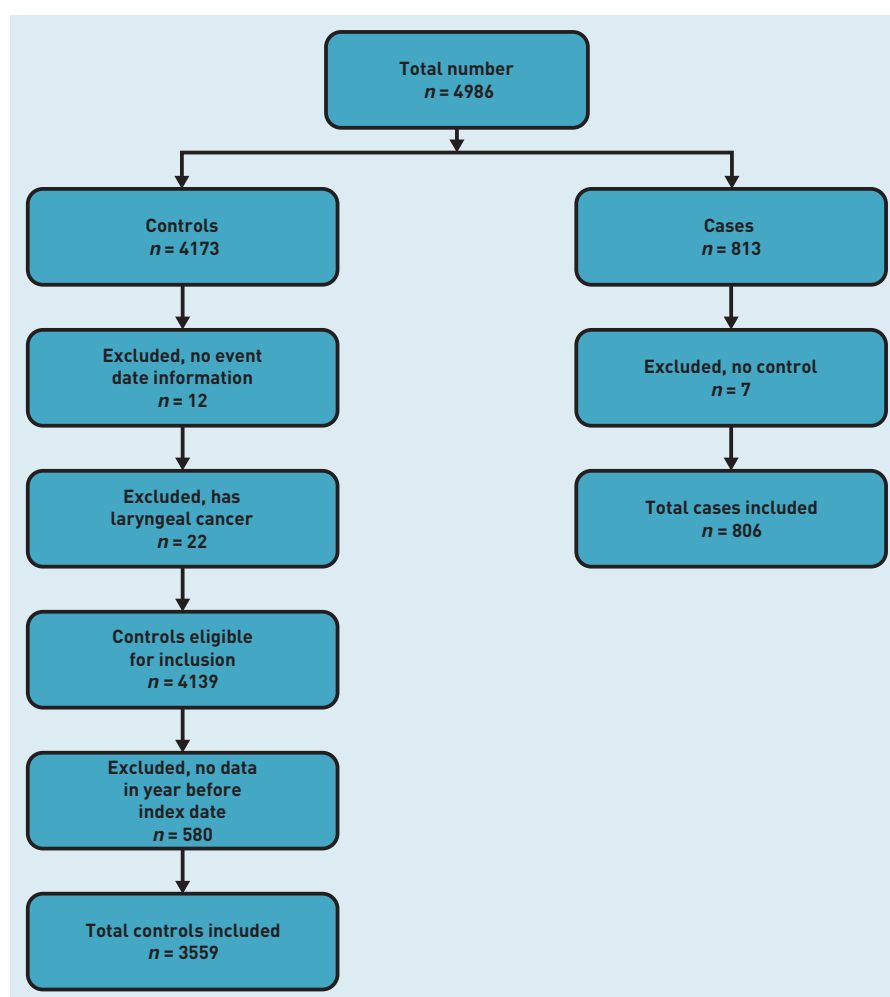 Total number
n = 4986
Controls
n = 4173
Cases
n = 813
Excluded, no event
date information
n = 12
Excluded, no control
n = 7
Excluded, has
laryngeal cancer
n = 22
Total cases included
n = 806
Controls eligible
for inclusion
n = 4139
Excluded, no data
in year before
index date
n = 580
Total controls included
n = 3559